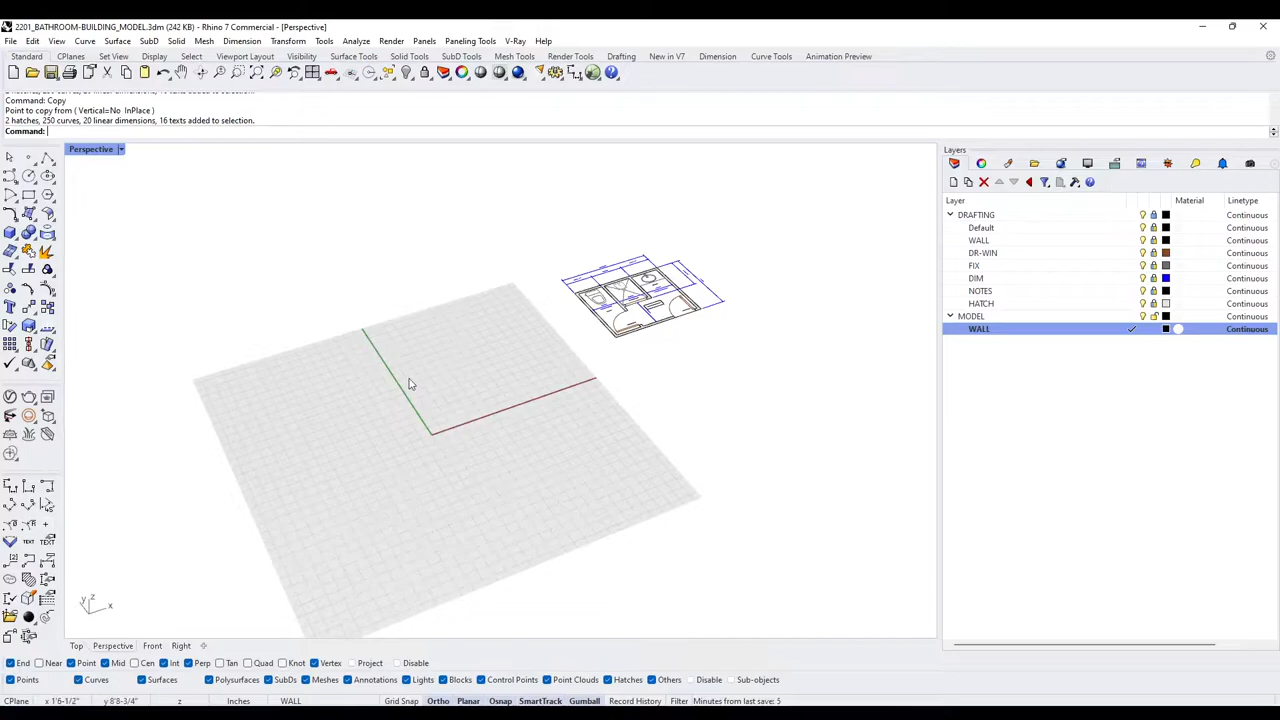 2201_BATHROOM-BUILDING_MODEL.3dm (242 KB) - Rhino 7 Commercial - [Perspective]
File Edit View Curve Surface SubD Solid Mesh Dimension Transform Tools Analyze Render Panels Paneling Tools V-Ray Help
Standard CPlanes Set View Display Select Viewport Layout Visibility Transform Curve Tools Surface Tools Solid Tools SubD Tools Mesh Tools Render Tools Drafting New in V7 Dimension Curve Tools Animation Preview
Command: Copy
Point to copy from ( Vertical=No InPlace )
2 hatches, 250 curves, 20 linear dimensions, 16 texts added to selection.
Command:
Perspective
Layers
Layer Material Linetype
DRAFTING Continuous
Default Continuous
WALL Continuous
DR-WIN Continuous
FIX Continuous
DIM Continuous
NOTES Continuous
HATCH Continuous
MODEL Continuous
WALL Continuous
y z x
Top Perspective Front Right
End Near Point Mid Cen Int Perp Tan Quad Knot Vertex Project Disable
Points Curves Surfaces Polysurfaces SubDs Meshes Annotations Lights Blocks Control Points Point Clouds Hatches Others Disable Sub-objects
CPlane x 1'6-1/2" y 8'8-3/4" z Inches WALL Grid Snap Ortho Planar Osnap SmartTrack Gumball Record History Filter Minutes from last save: 5